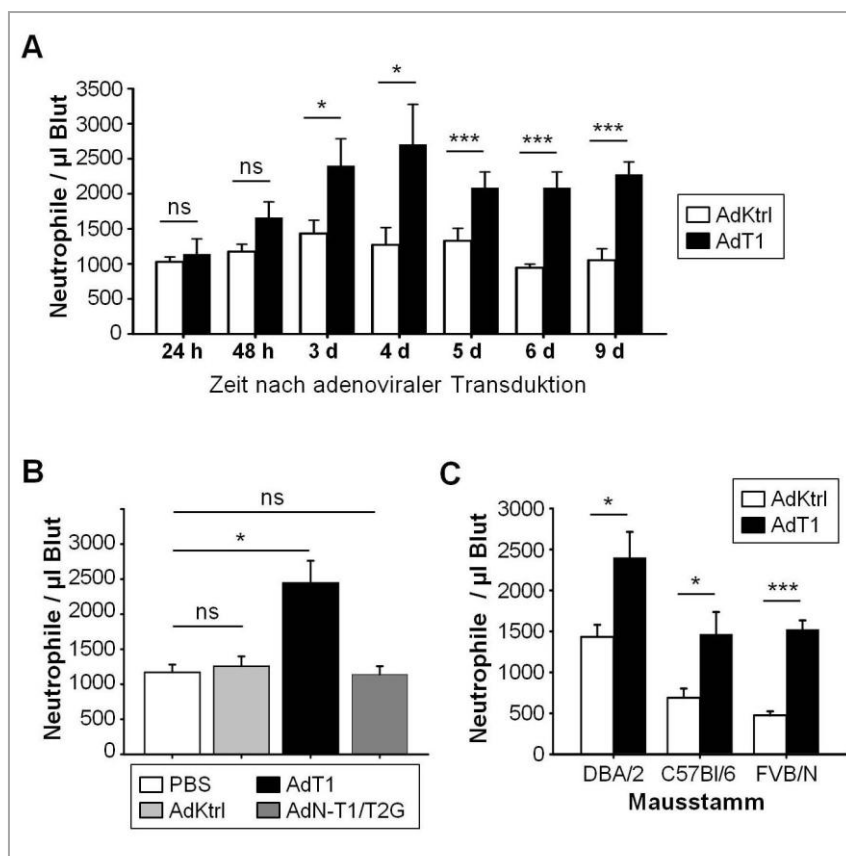 A
Neutrophile / µl Blut
3500
3000
2500
2000
1500
1000
500
0
ns
ns
*
*
***
***
***
24 h 48 h 3 d 4 d 5 d 6 d 9 d
Zeit nach adenoviraler Transduktion
AdKtrl
AdT1
B
Neutrophile / µl Blut
3000
2500
2000
1500
1000
500
0
ns
*
ns
PBS AdT1
AdKtrl AdN-T1/T2G
C
AdKtrl
AdT1
Neutrophile / µl Blut
3000
2500
2000
1500
1000
500
0
*
*
***
DBA/2 C57Bl/6 FVB/N
Mausstamm